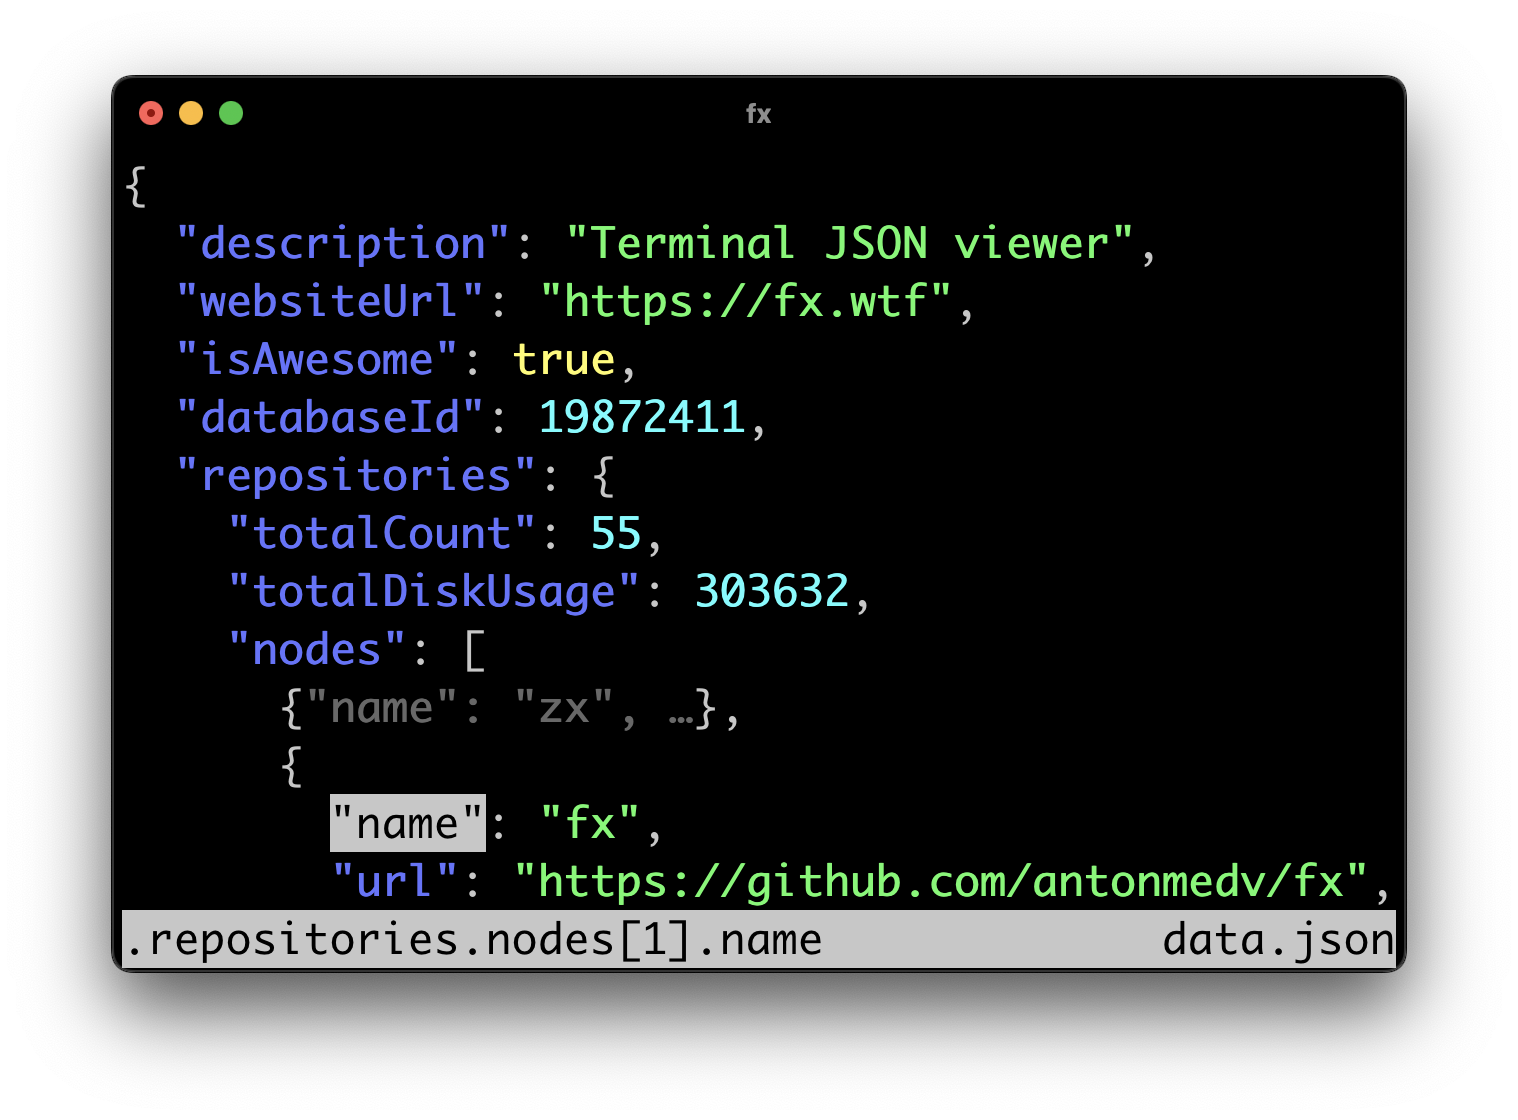 fx
{
  "description": "Terminal JSON viewer",
  "websiteUrl": "https://fx.wtf",
  "isAwesome": true,
  "databaseId": 19872411,
  "repositories": {
    "totalCount": 55,
    "totalDiskUsage": 303632,
    "nodes": [
      {"name": "zx", …},
      {
        "name": "fx",
        "url": "https://github.com/antonmedv/fx",
.repositories.nodes[1].name data.json